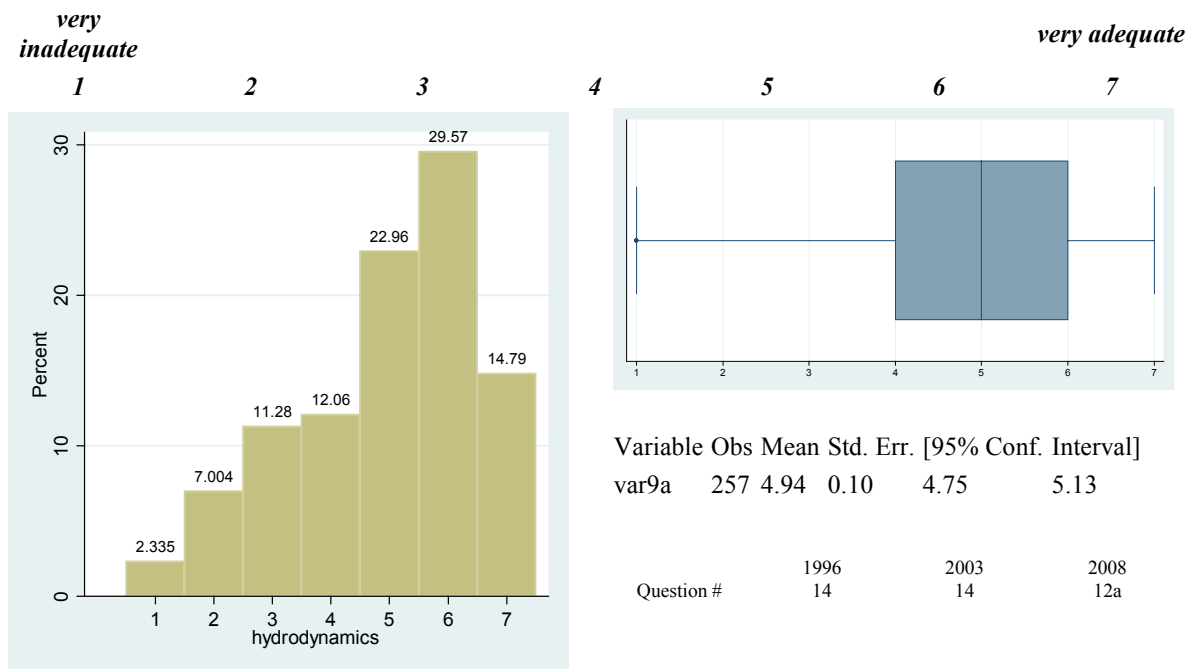 very
inadequate
very adequate
1 2 3 4 5 6 7
30
20
10
0
Percent
2.335
7.004
11.28
12.06
22.96
29.57
14.79
1 2 3 4 5 6 7
hydrodynamics
1 2 3 4 5 6 7
Variable Obs Mean Std. Err. [95% Conf. Interval]
var9a 257 4.94 0.10 4.75 5.13
1996 2003 2008
Question # 14 14 12a